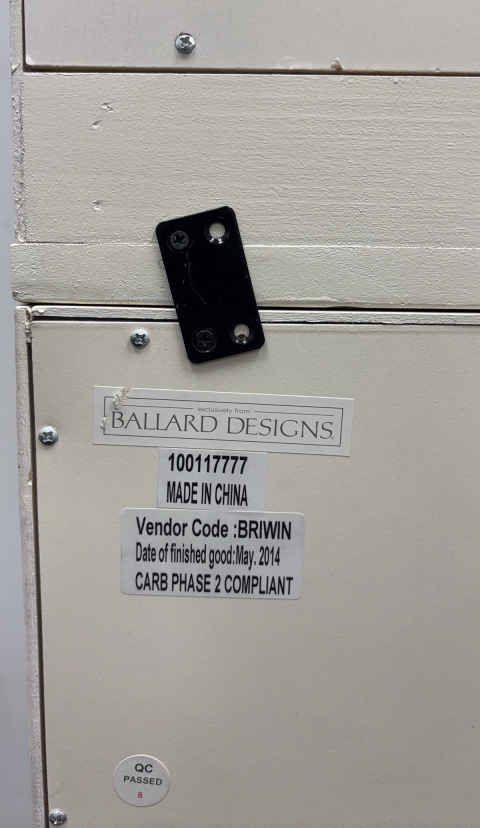 exclusively from
BALLARD DESIGNS
100117777
MADE IN CHINA
Vendor Code :BRIWIN
Date of finished good:May, 2014
CARB PHASE 2 COMPLIANT
QC
PASSED
8